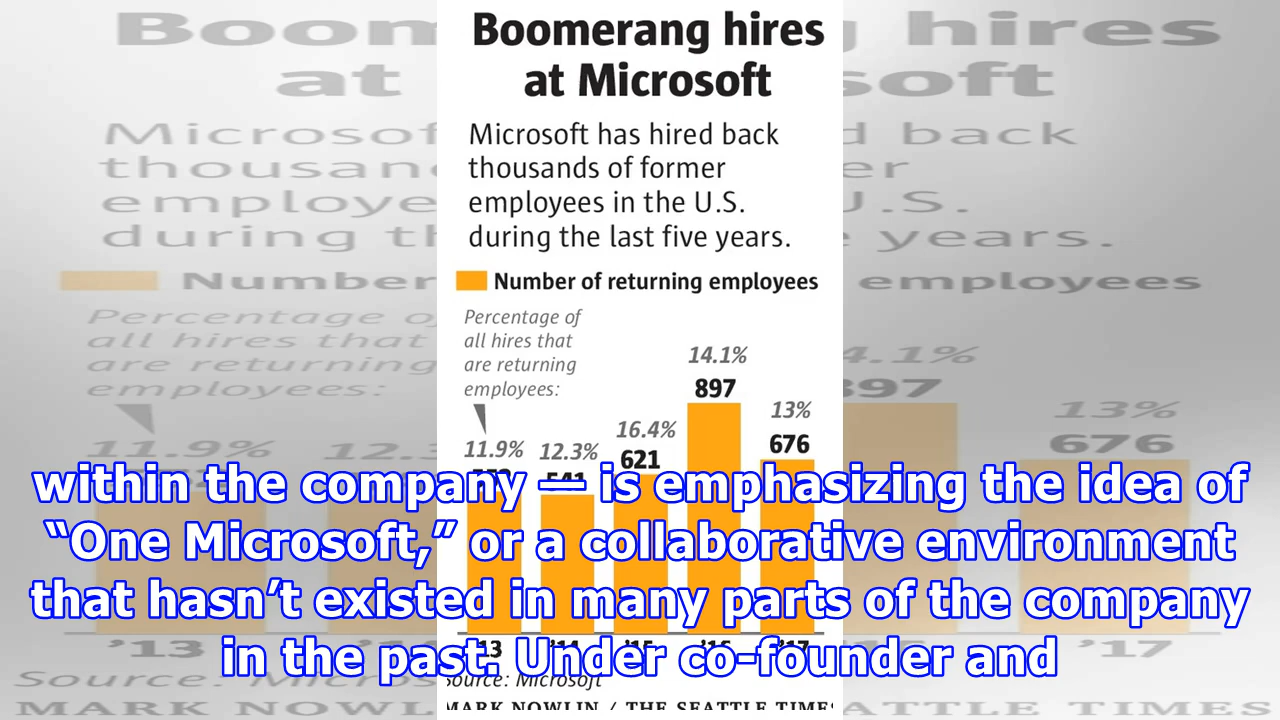 Boomerang hires
at Microsoft
Microsoft has hired back
thousands of former
employees in the U.S.
during the last five years.
Number of returning employees
Percentage of
all hires that
are returning
employees:
14.1%
897
13%
676
16.4%
621
11.9%
12.3%
541
within the company — is emphasizing the idea of
“One Microsoft,” or a collaborative environment
that hasn’t existed in many parts of the company
in the past. Under co-founder and
’13 ’14 ’15 ’16 ’17
Source: Microsoft
MARK NOWLIN / THE SEATTLE TIMES